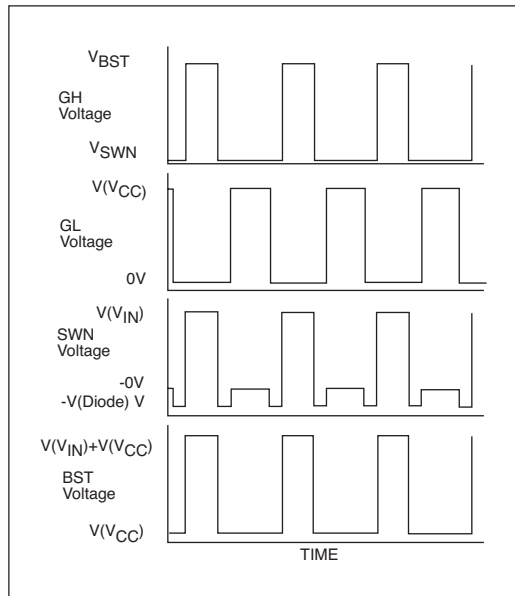 VBST
GH
Voltage
VSWN
V(VCC)
GL
Voltage
0V
V(VIN)
SWN
Voltage
-0V
-V(Diode) V
V(VIN)+V(VCC)
BST
Voltage
V(VCC)
TIME